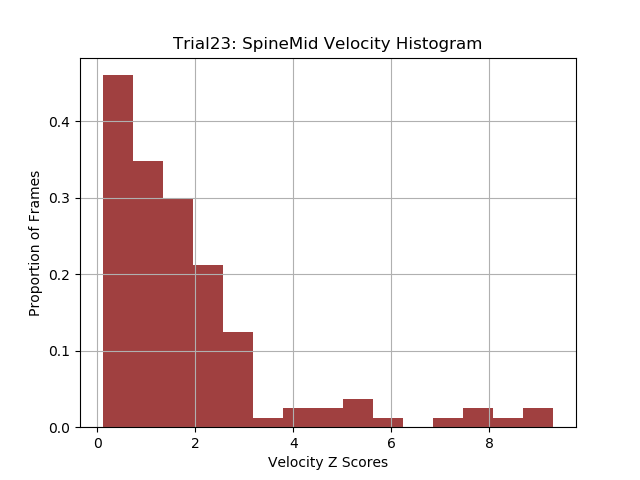 Trial23: SpineMid Velocity Histogram
0.4
0.3
0.2
0.1
0.0
Proportion of Frames
0 2 4 6 8
Velocity Z Scores